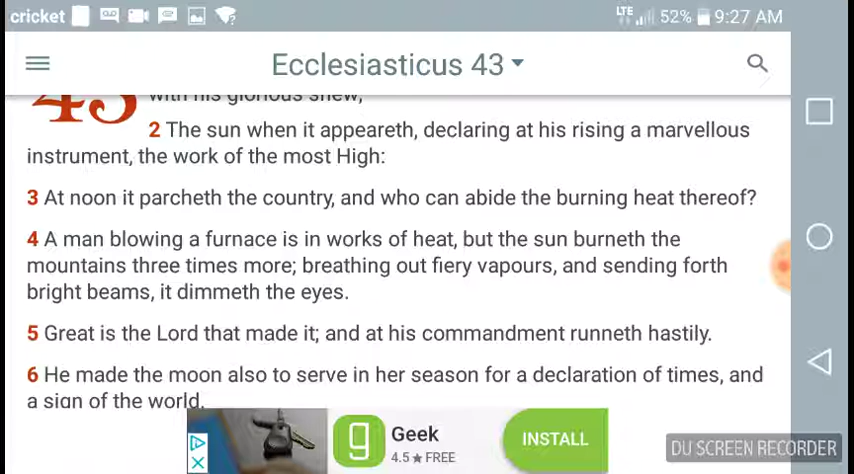 cricket
LTE 52% 9:27 AM
Ecclesiasticus 43
43 with his glorious shew,
2 The sun when it appeareth, declaring at his rising a marvellous
instrument, the work of the most High:
3 At noon it parcheth the country, and who can abide the burning heat thereof?
4 A man blowing a furnace is in works of heat, but the sun burneth the
mountains three times more; breathing out fiery vapours, and sending forth
bright beams, it dimmeth the eyes.
5 Great is the Lord that made it; and at his commandment runneth hastily.
6 He made the moon also to serve in her season for a declaration of times, and
a sign of the world.
g
Geek
4.5★FREE
INSTALL
DU SCREEN RECORDER